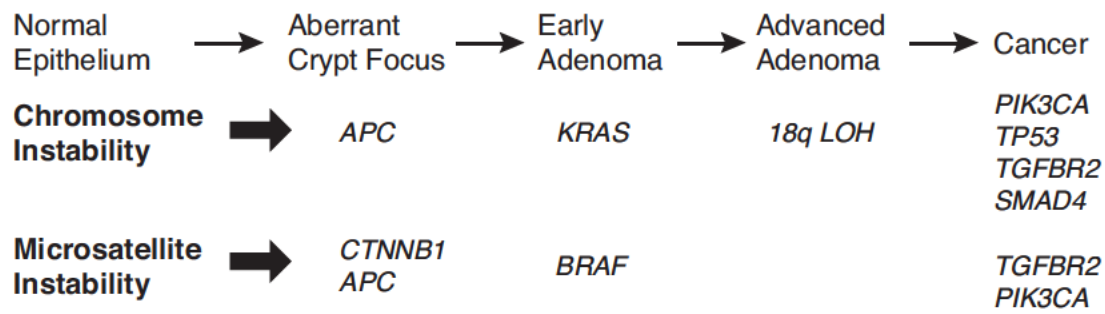 Normal
Epithelium
Aberrant
Crypt Focus
Early
Adenoma
Advanced
Adenoma
Cancer
Chromosome
Instability
APC
KRAS
18q LOH
PIK3CA
TP53
TGFBR2
SMAD4
Microsatellite
Instability
CTNNB1
APC
BRAF
TGFBR2
PIK3CA